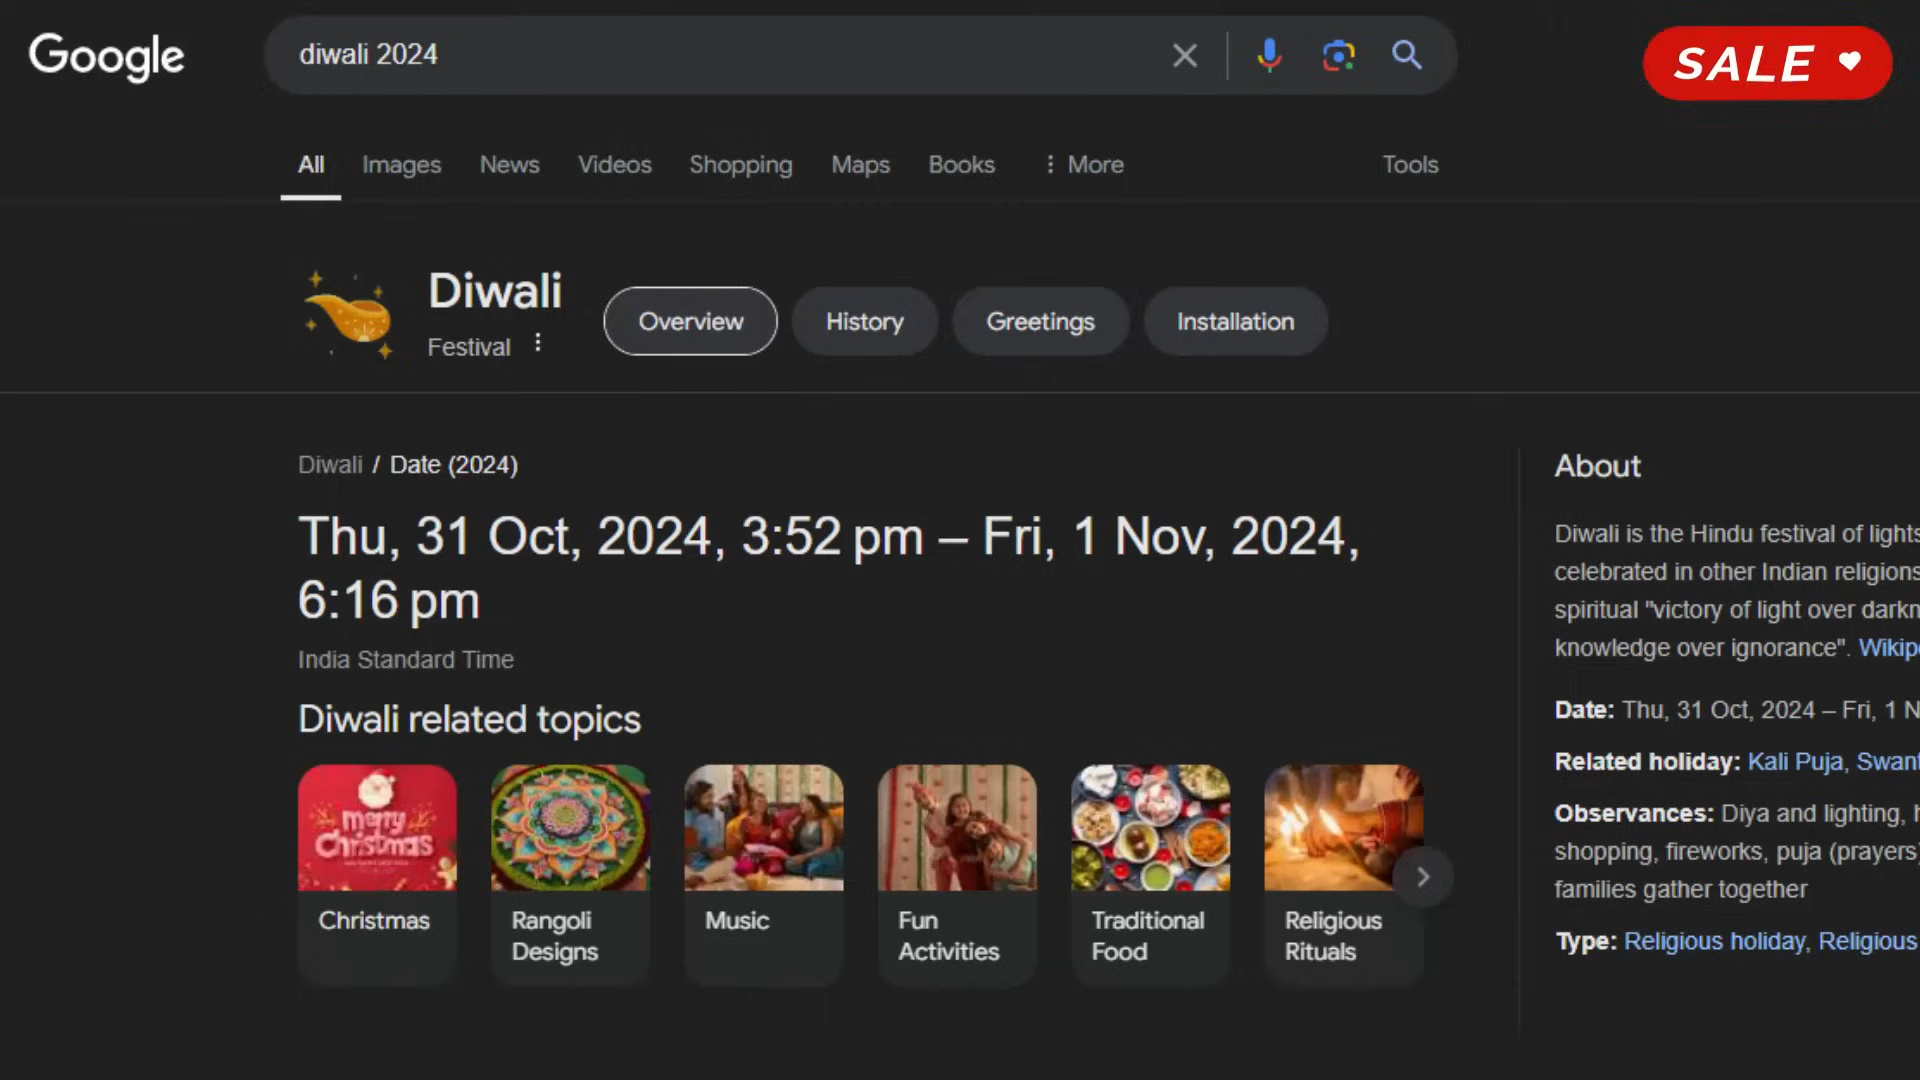 Google
diwali 2024
SALE
All
Images
News
Videos
Shopping
Maps
Books
More
Tools
Diwali
Festival
Overview
History
Greetings
Installation
Diwali / Date (2024)
Thu, 31 Oct, 2024, 3:52 pm – Fri, 1 Nov, 2024,
6:16 pm
India Standard Time
Diwali related topics
merry
Christmas
Christmas
Rangoli
Designs
Music
Fun
Activities
Traditional
Food
Religious
Rituals
About
Diwali is the Hindu festival of lights
celebrated in other Indian religions
spiritual "victory of light over darkn
knowledge over ignorance". Wikip
Date: Thu, 31 Oct, 2024 – Fri, 1 N
Related holiday: Kali Puja, Swant
Observances: Diya and lighting, h
shopping, fireworks, puja (prayers)
families gather together
Type: Religious holiday, Religious